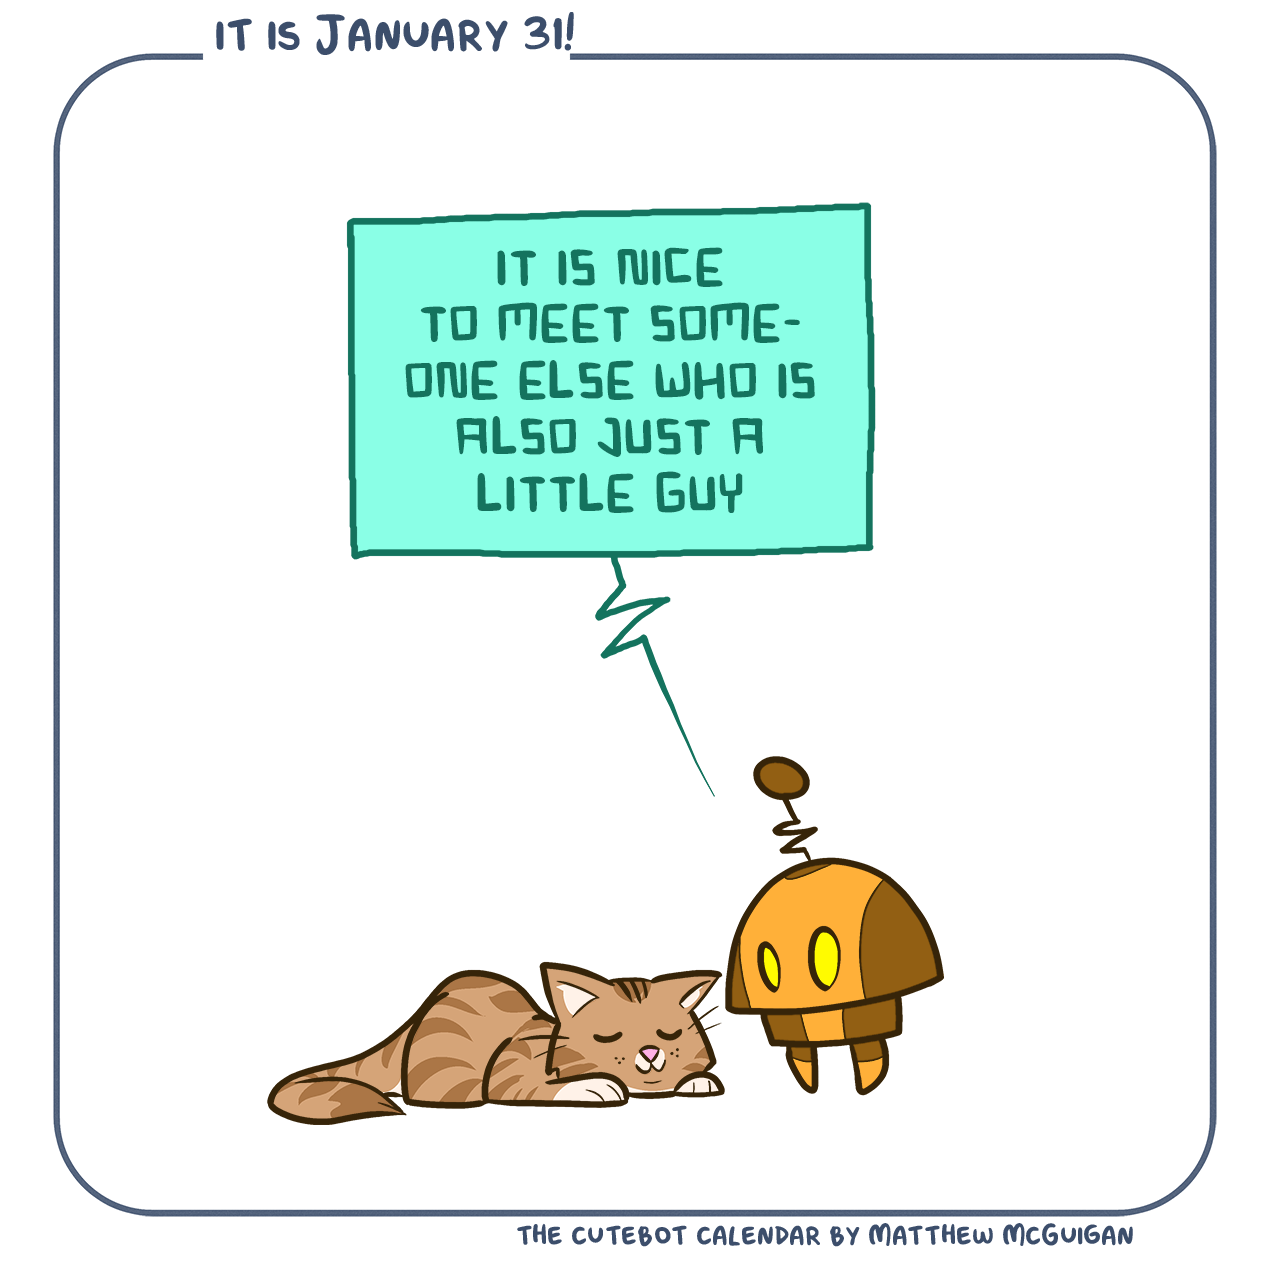 IT IS JANUARY 31!
IT IS NICE
TO MEET SOME-
ONE ELSE WHO IS
ALSO JUST A
LITTLE GUY
THE CUTEBOT CALENDAR BY MATTHEW MCGUIGAN